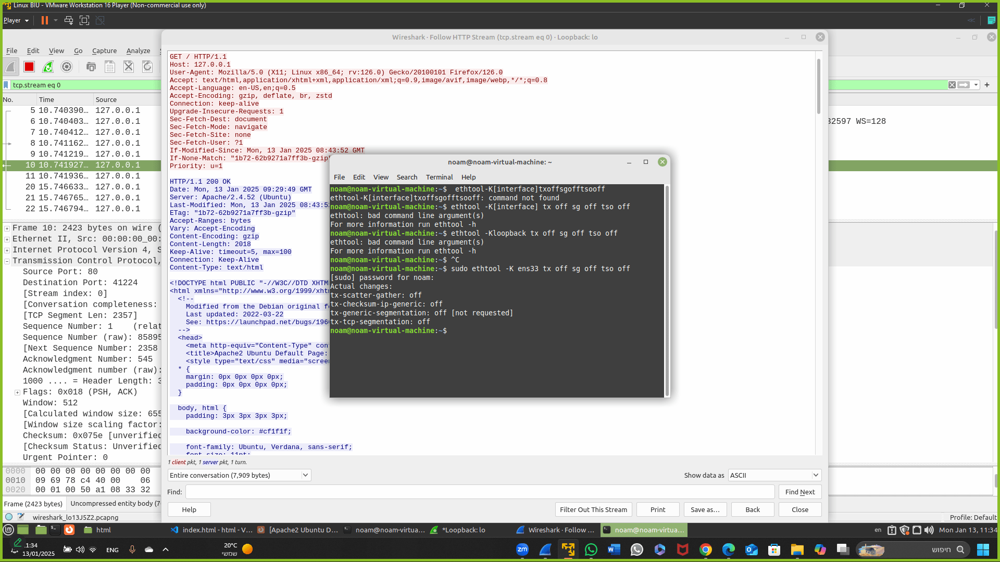 Linux BIU - VMware Workstation 16 Player (Non-commercial use only)
Player
Wireshark · Follow HTTP Stream (tcp.stream eq 0) · Loopback: lo
File Edit View Go Capture Analyze
tcp.stream eq 0
No. Time Source
5 10.740390… 127.0.0.1
6 10.740403… 127.0.0.1
32597 WS=128
7 10.740412… 127.0.0.1
8 10.741162… 127.0.0.1
9 10.741219… 127.0.0.1
10 10.741927… 127.0.0.1
11 10.741936… 127.0.0.1
20 15.746633… 127.0.0.1
21 15.746765… 127.0.0.1
22 15.746794… 127.0.0.1
Frame 10: 2423 bytes on wire (
Ethernet II, Src: 00:00:00_00:
Internet Protocol Version 4, S
Transmission Control Protocol,
Source Port: 80
Destination Port: 41224
[Stream index: 0]
[Conversation completeness:
[TCP Segment Len: 2357]
Sequence Number: 1 (relat
Sequence Number (raw): 85895
[Next Sequence Number: 2358
Acknowledgment Number: 545
Acknowledgment number (raw):
1000 .... = Header Length: 3
Flags: 0x018 (PSH, ACK)
Window: 512
[Calculated window size: 655
[Window size scaling factor:
Checksum: 0x075e [unverified
[Checksum Status: Unverified
Urgent Pointer: 0
0000 00 00 00 00 00 00 00
0010 09 69 78 c4 40 00 06
0020 00 01 00 50 a1 08 33 32
Frame (2423 bytes) Uncompressed entity body (7
wireshark_lo13J5Z2.pcapng
Profile: Default
GET / HTTP/1.1
Host: 127.0.0.1
User-Agent: Mozilla/5.0 (X11; Linux x86_64; rv:126.0) Gecko/20100101 Firefox/126.0
Accept: text/html,application/xhtml+xml,application/xml;q=0.9,image/avif,image/webp,*/*;q=0.8
Accept-Language: en-US,en;q=0.5
Accept-Encoding: gzip, deflate, br, zstd
Connection: keep-alive
Upgrade-Insecure-Requests: 1
Sec-Fetch-Dest: document
Sec-Fetch-Mode: navigate
Sec-Fetch-Site: none
Sec-Fetch-User: ?1
If-Modified-Since: Mon, 13 Jan 2025 08:43:52 GMT
If-None-Match: "1b72-62b9271a7ff3b-gzip"
Priority: u=1
HTTP/1.1 200 OK
Date: Mon, 13 Jan 2025 09:29:49 GMT
Server: Apache/2.4.52 (Ubuntu)
Last-Modified: Mon, 13 Jan 2025 08:43:5
ETag: "1b72-62b9271a7ff3b-gzip"
Accept-Ranges: bytes
Vary: Accept-Encoding
Content-Encoding: gzip
Content-Length: 2018
Keep-Alive: timeout=5, max=100
Connection: Keep-Alive
Content-Type: text/html
<!DOCTYPE html PUBLIC "-//W3C//DTD XHTM
<html xmlns="http://www.w3.org/1999/xht
<!--
Modified from the Debian original f
Last updated: 2022-03-22
See: https://launchpad.net/bugs/196
-->
<head>
<meta http-equiv="Content-Type" con
<title>Apache2 Ubuntu Default Page:
<style type="text/css" media="scree
* {
margin: 0px 0px 0px 0px;
padding: 0px 0px 0px 0px;
}
body, html {
padding: 3px 3px 3px 3px;
background-color: #cf1f1f;
font-family: Ubuntu, Verdana, sans-serif;
font-size: 11pt;
1 client pkt, 1 server pkt, 1 turn.
Entire conversation (7,909 bytes)
Show data as ASCII
Find:
Find Next
Help
Filter Out This Stream Print Save as… Back Close
noam@noam-virtual-machine: ~
File Edit View Search Terminal Help
noam@noam-virtual-machine:~$  ethtool-K[interface]txoffsgofftsooff
ethtool-K[interface]txoffsgofftsooff: command not found
noam@noam-virtual-machine:~$ ethtool -K[interface] tx off sg off tso off
ethtool: bad command line argument(s)
For more information run ethtool -h
noam@noam-virtual-machine:~$ ethtool -Kloopback tx off sg off tso off
ethtool: bad command line argument(s)
For more information run ethtool -h
noam@noam-virtual-machine:~$ ^C
noam@noam-virtual-machine:~$ sudo ethtool -K ens33 tx off sg off tso off
[sudo] password for noam:
Actual changes:
tx-scatter-gather: off
tx-checksum-ip-generic: off
tx-generic-segmentation: off [not requested]
tx-tcp-segmentation: off
noam@noam-virtual-machine:~$
html
index.html - html - V…
[Apache2 Ubuntu D…
noam@noam-virtua…
*Loopback: lo
Wireshark · Follow …
noam@noam-virtua…
en
Mon Jan 13, 11:34
11:34
13/01/2025
ENG
20°C
שמשי
חיפוש